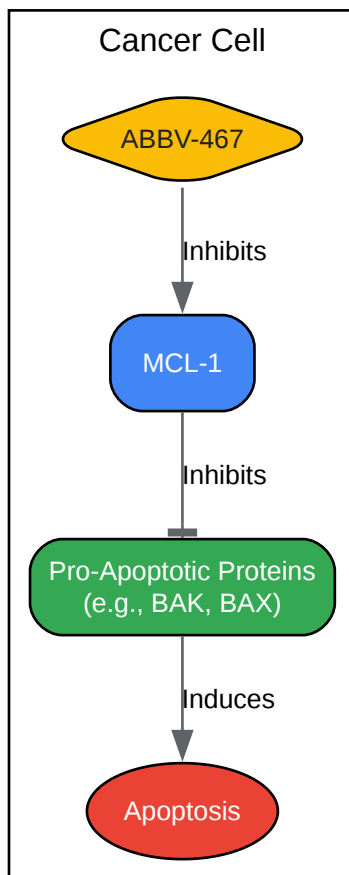 Cancer Cell
ABBV-467
Inhibits
MCL-1
Inhibits
Pro-Apoptotic Proteins
(e.g., BAK, BAX)
Induces
Apoptosis